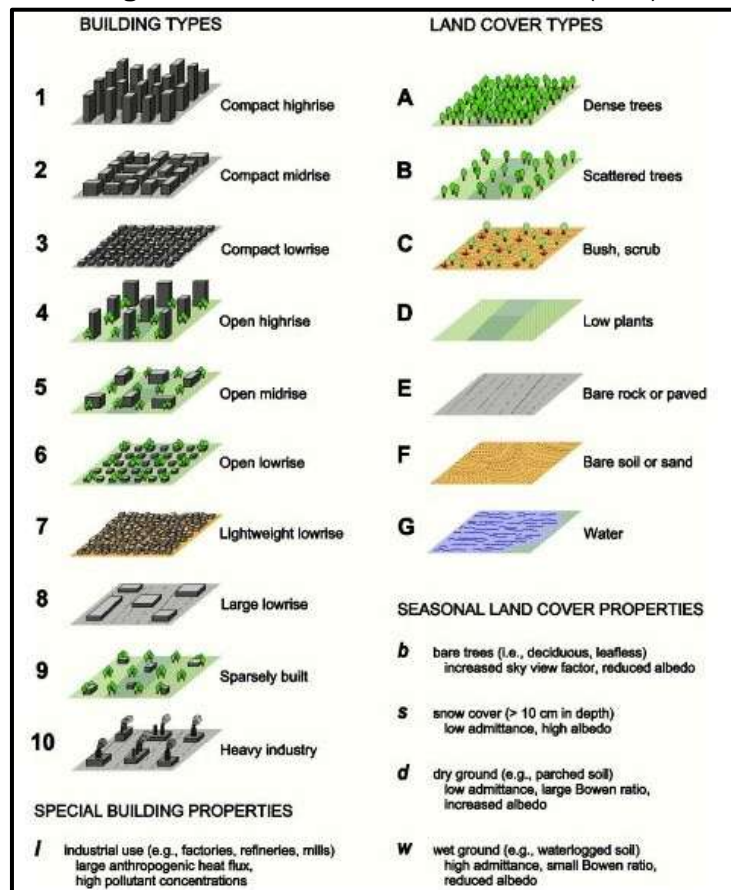 BUILDING TYPES
1 Compact highrise
2 Compact midrise
3 Compact lowrise
4 Open highrise
5 Open midrise
6 Open lowrise
7 Lightweight lowrise
8 Large lowrise
9 Sparsely built
10 Heavy industry
SPECIAL BUILDING PROPERTIES
I industrial use (e.g., factories, refineries, mills)
large anthropogenic heat flux,
high pollutant concentrations
LAND COVER TYPES
A Dense trees
B Scattered trees
C Bush, scrub
D Low plants
E Bare rock or paved
F Bare soil or sand
G Water
SEASONAL LAND COVER PROPERTIES
b bare trees (i.e., deciduous, leafless)
increased sky view factor, reduced albedo
s snow cover (> 10 cm in depth)
low admittance, high albedo
d dry ground (e.g., parched soil)
low admittance, large Bowen ratio,
increased albedo
w wet ground (e.g., waterlogged soil)
high admittance, small Bowen ratio,
reduced albedo